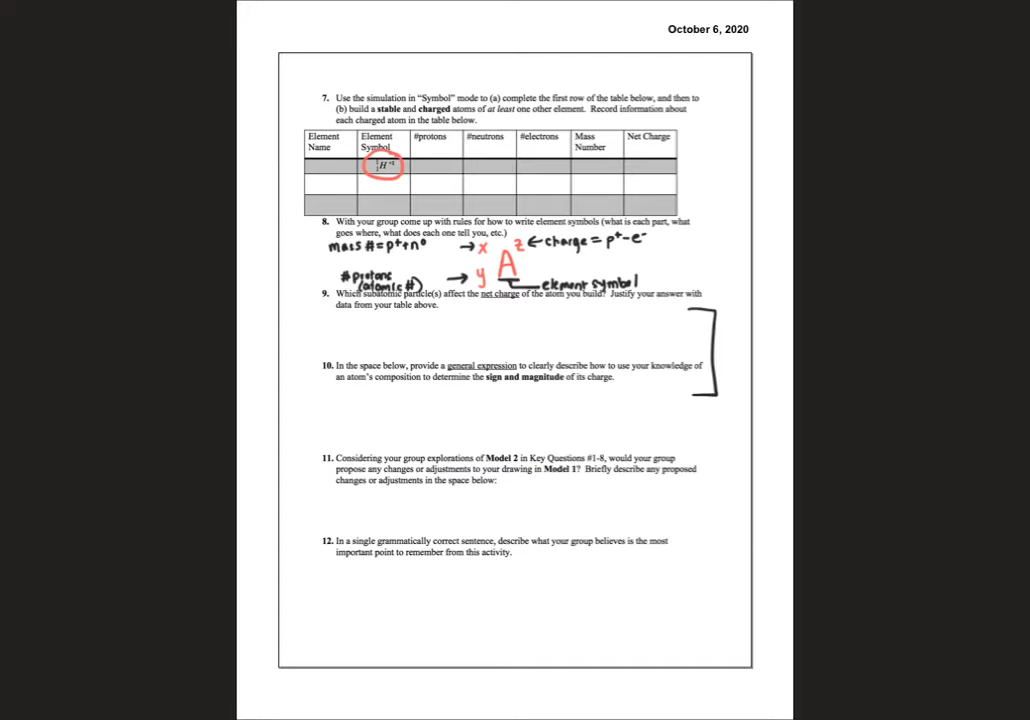 October 6, 2020
7. Use the simulation in "Symbol" mode to (a) complete the first row of the table below, and then to
(b) build a stable and charged atoms of at least one other element. Record information about
each charged atom in the table below.
Element Name Element Symbol #protons #neutrons #electrons Mass Number Net Charge
¹₁H⁺¹
8. With your group come up with rules for how to write element symbols (what is each part, what
goes where, what does each one tell you, etc.)
mass # = p⁺+n⁰ → x z ← charge = p⁺-e⁻
A
#protons
(atomic #) → y element symbol
9. Which subatomic particle(s) affect the net charge of the atom you build? Justify your answer with
data from your table above.
10. In the space below, provide a general expression to clearly describe how to use your knowledge of
an atom's composition to determine the sign and magnitude of its charge.
11. Considering your group explorations of Model 2 in Key Questions #1-8, would your group
propose any changes or adjustments to your drawing in Model 1? Briefly describe any proposed
changes or adjustments in the space below:
12. In a single grammatically correct sentence, describe what your group believes is the most
important point to remember from this activity.